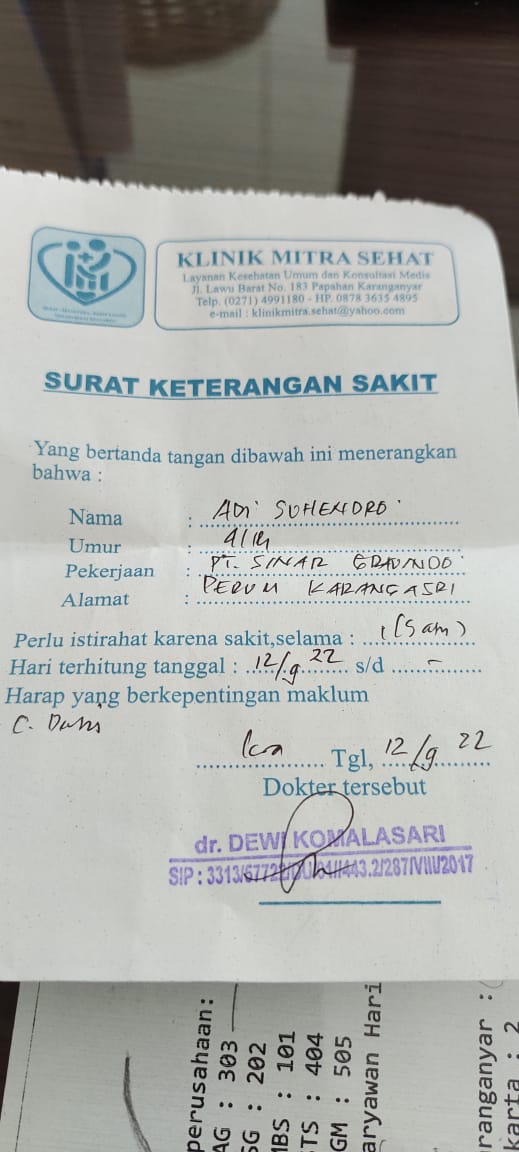 KLINIK MITRA SEHAT
Layanan Kesehatan Umum dan Konsultasi Medis
Jl. Lawu Barat No. 183 Papahan Karanganyar
Telp. (0271) 4991180 - HP. 0878 3635 4895
e-mail : klinikmitra.sehat@yahoo.com
SURAT KETERANGAN SAKIT
Yang bertanda tangan dibawah ini menerangkan
bahwa :
Nama : ADI SUHENDRO
Umur :
Pekerjaan : PT. SINAR GRAFINDO
Alamat : PERUM KARANGASRI
Perlu istirahat karena sakit,selama : 1 (Satu)
Hari terhitung tanggal : 12/9 22 s/d -
Harap yang berkepentingan maklum
Kra Tgl, 12/9 22
Dokter tersebut
dr. DEWI KOMALASARI
SIP : 3313/ 443.2/287/VIII/2017
perusahaan:
AG : 303
SG : 202
MBS : 101
TS : 404
GM : 505
aryawan Hari
ranganyar :
karta : 2